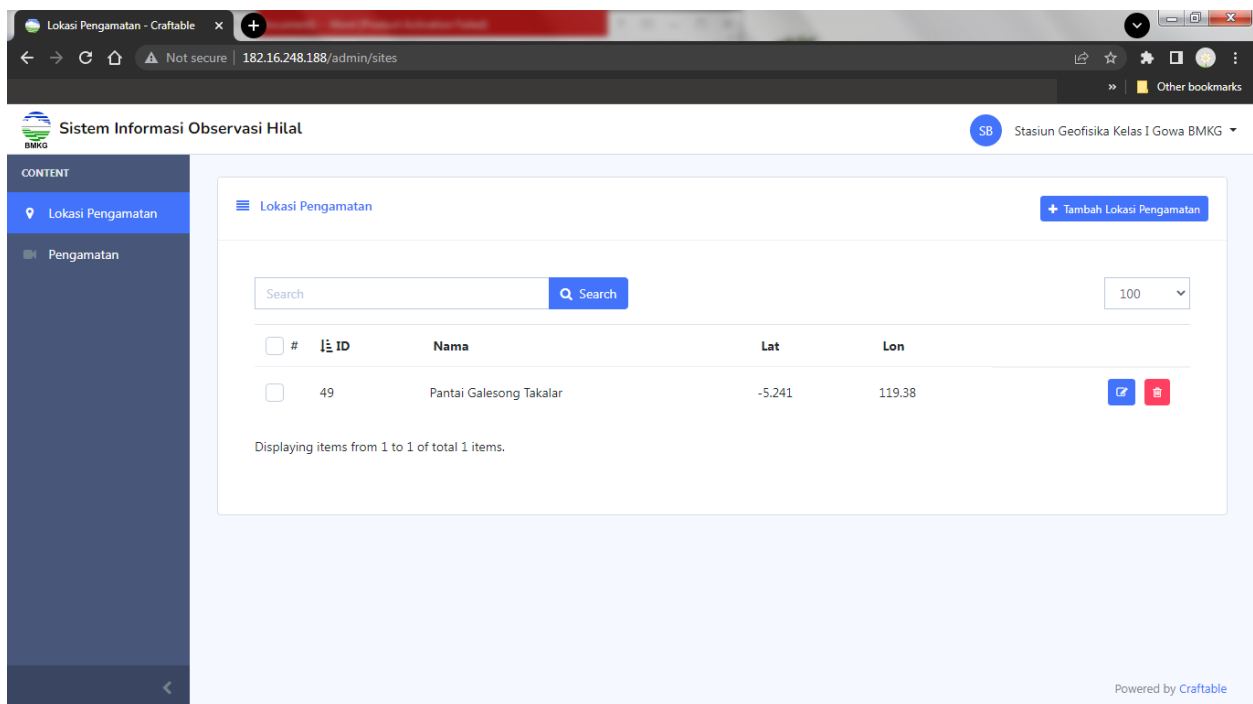 Lokasi Pengamatan - Craftable
Not secure | 182.16.248.188/admin/sites
» Other bookmarks
BMKG
Sistem Informasi Observasi Hilal
SB Stasiun Geofisika Kelas I Gowa BMKG
CONTENT
Lokasi Pengamatan
Pengamatan
Lokasi Pengamatan
+ Tambah Lokasi Pengamatan
Search Search 100
# ID Nama Lat Lon
49 Pantai Galesong Takalar -5.241 119.38
Displaying items from 1 to 1 of total 1 items.
Powered by Craftable